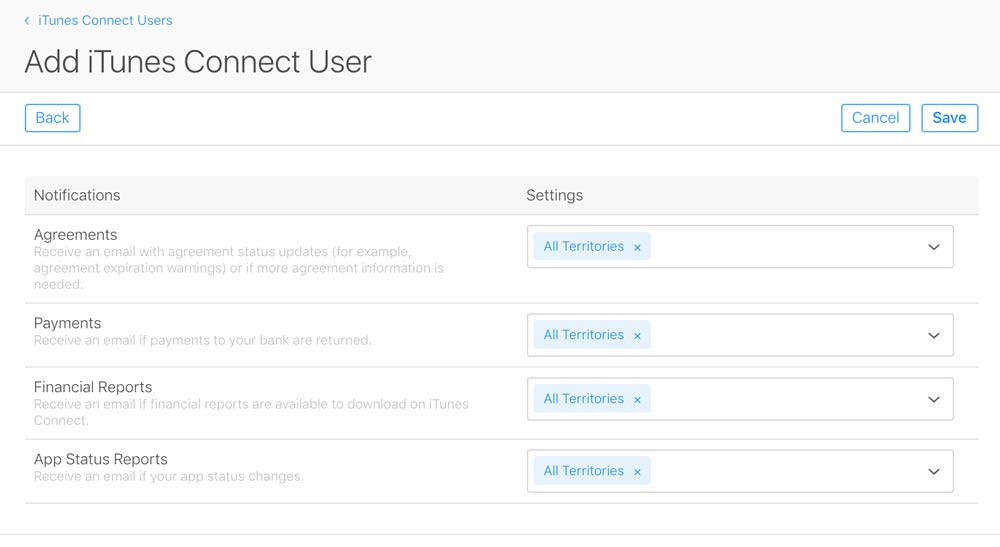 ‹ iTunes Connect Users
Add iTunes Connect User
Back
Cancel
Save
Notifications
Settings
Agreements
Receive an email with agreement status updates (for example,
agreement expiration warnings) or if more agreement information is
needed.
All Territories ×
Payments
Receive an email if payments to your bank are returned.
All Territories ×
Financial Reports
Receive an email if financial reports are available to download on iTunes
Connect.
All Territories ×
App Status Reports
Receive an email if your app status changes.
All Territories ×